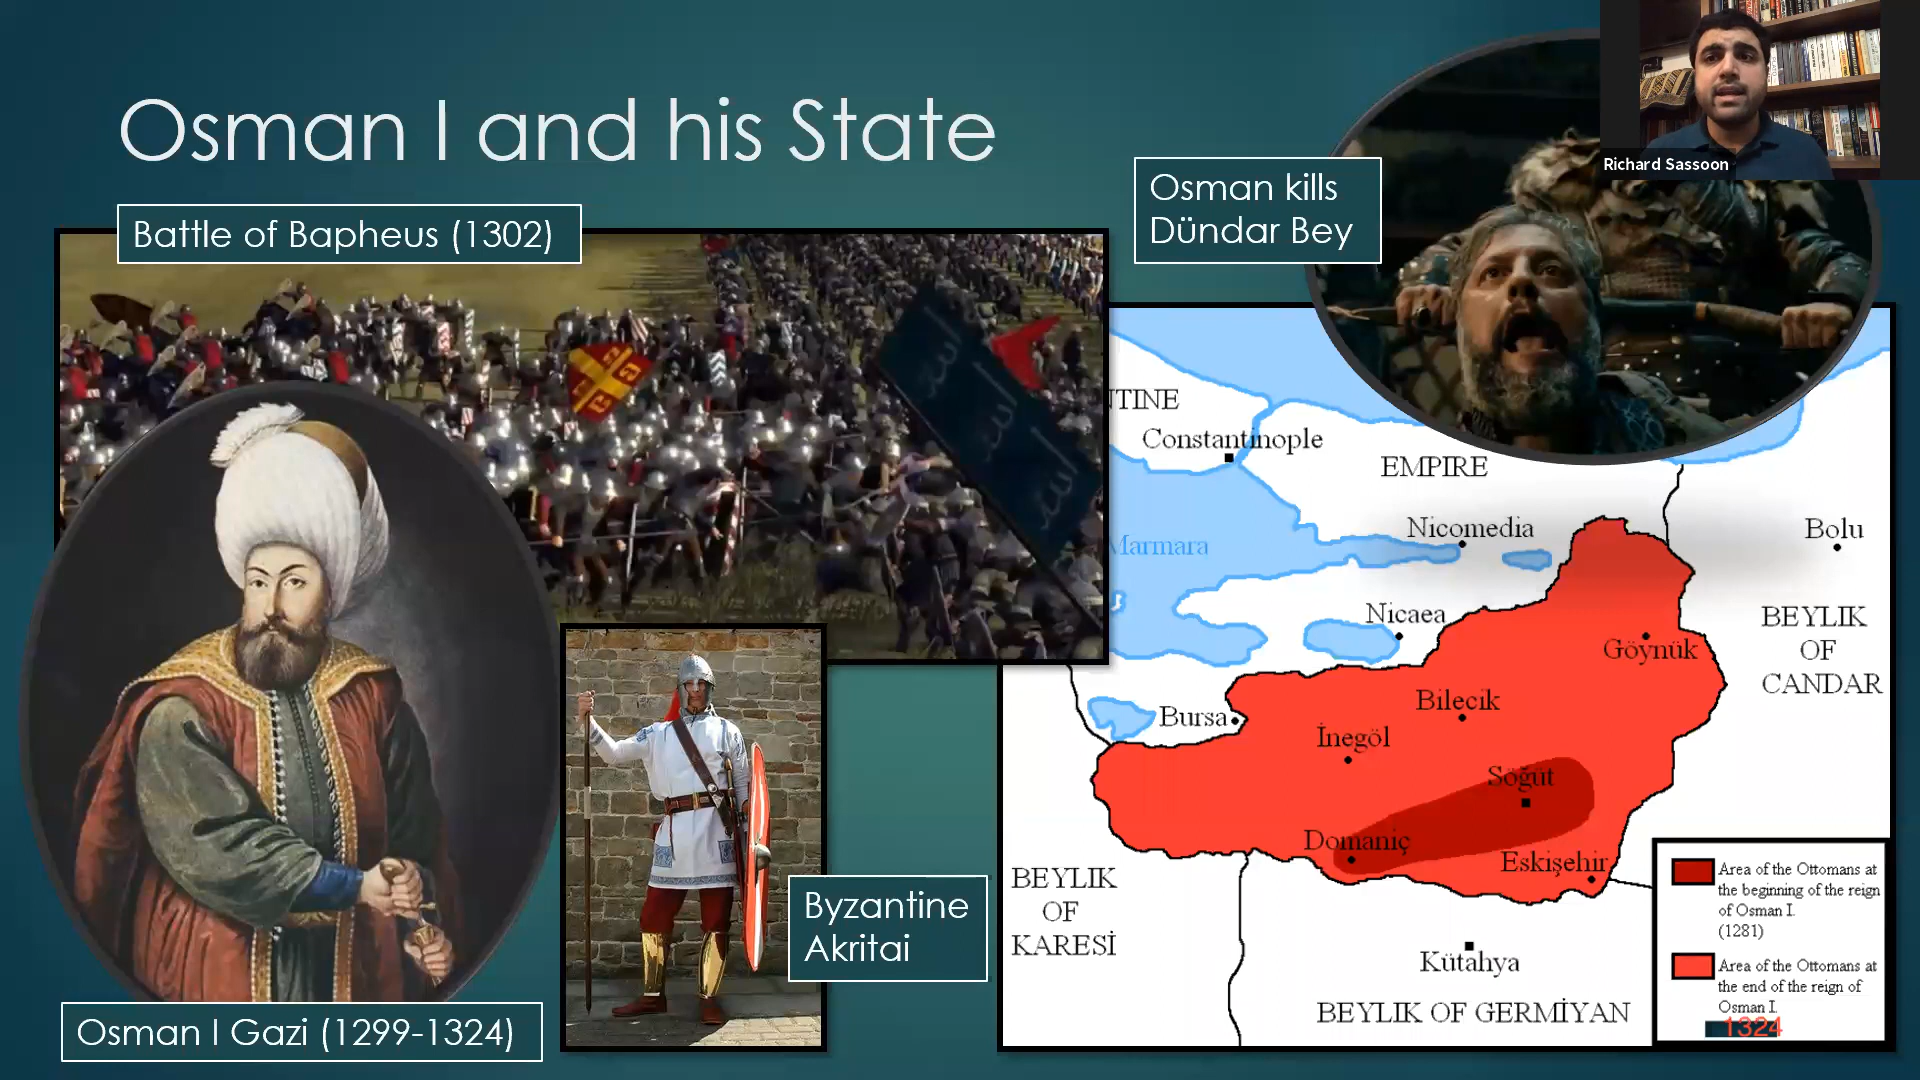 Osman I and his State
Richard Sassoon
Osman kills
Dündar Bey
Battle of Bapheus (1302)
Osman I Gazi (1299-1324)
Byzantine
Akritai
NTINE
Constantinople
EMPIRE
Marmara
Nicomedia
Bolu
Nicaea
BEYLIK
OF
CANDAR
Göynük
Bilecik
Bursa
İnegöl
Söğüt
Domaniç
Eskişehir
BEYLIK
OF
KARESİ
Kütahya
BEYLIK OF GERMİYAN
Area of the Ottomans at
the beginning of the reign
of Osman I.
(1281)
Area of the Ottomans at
the end of the reign of
Osman I.
1324